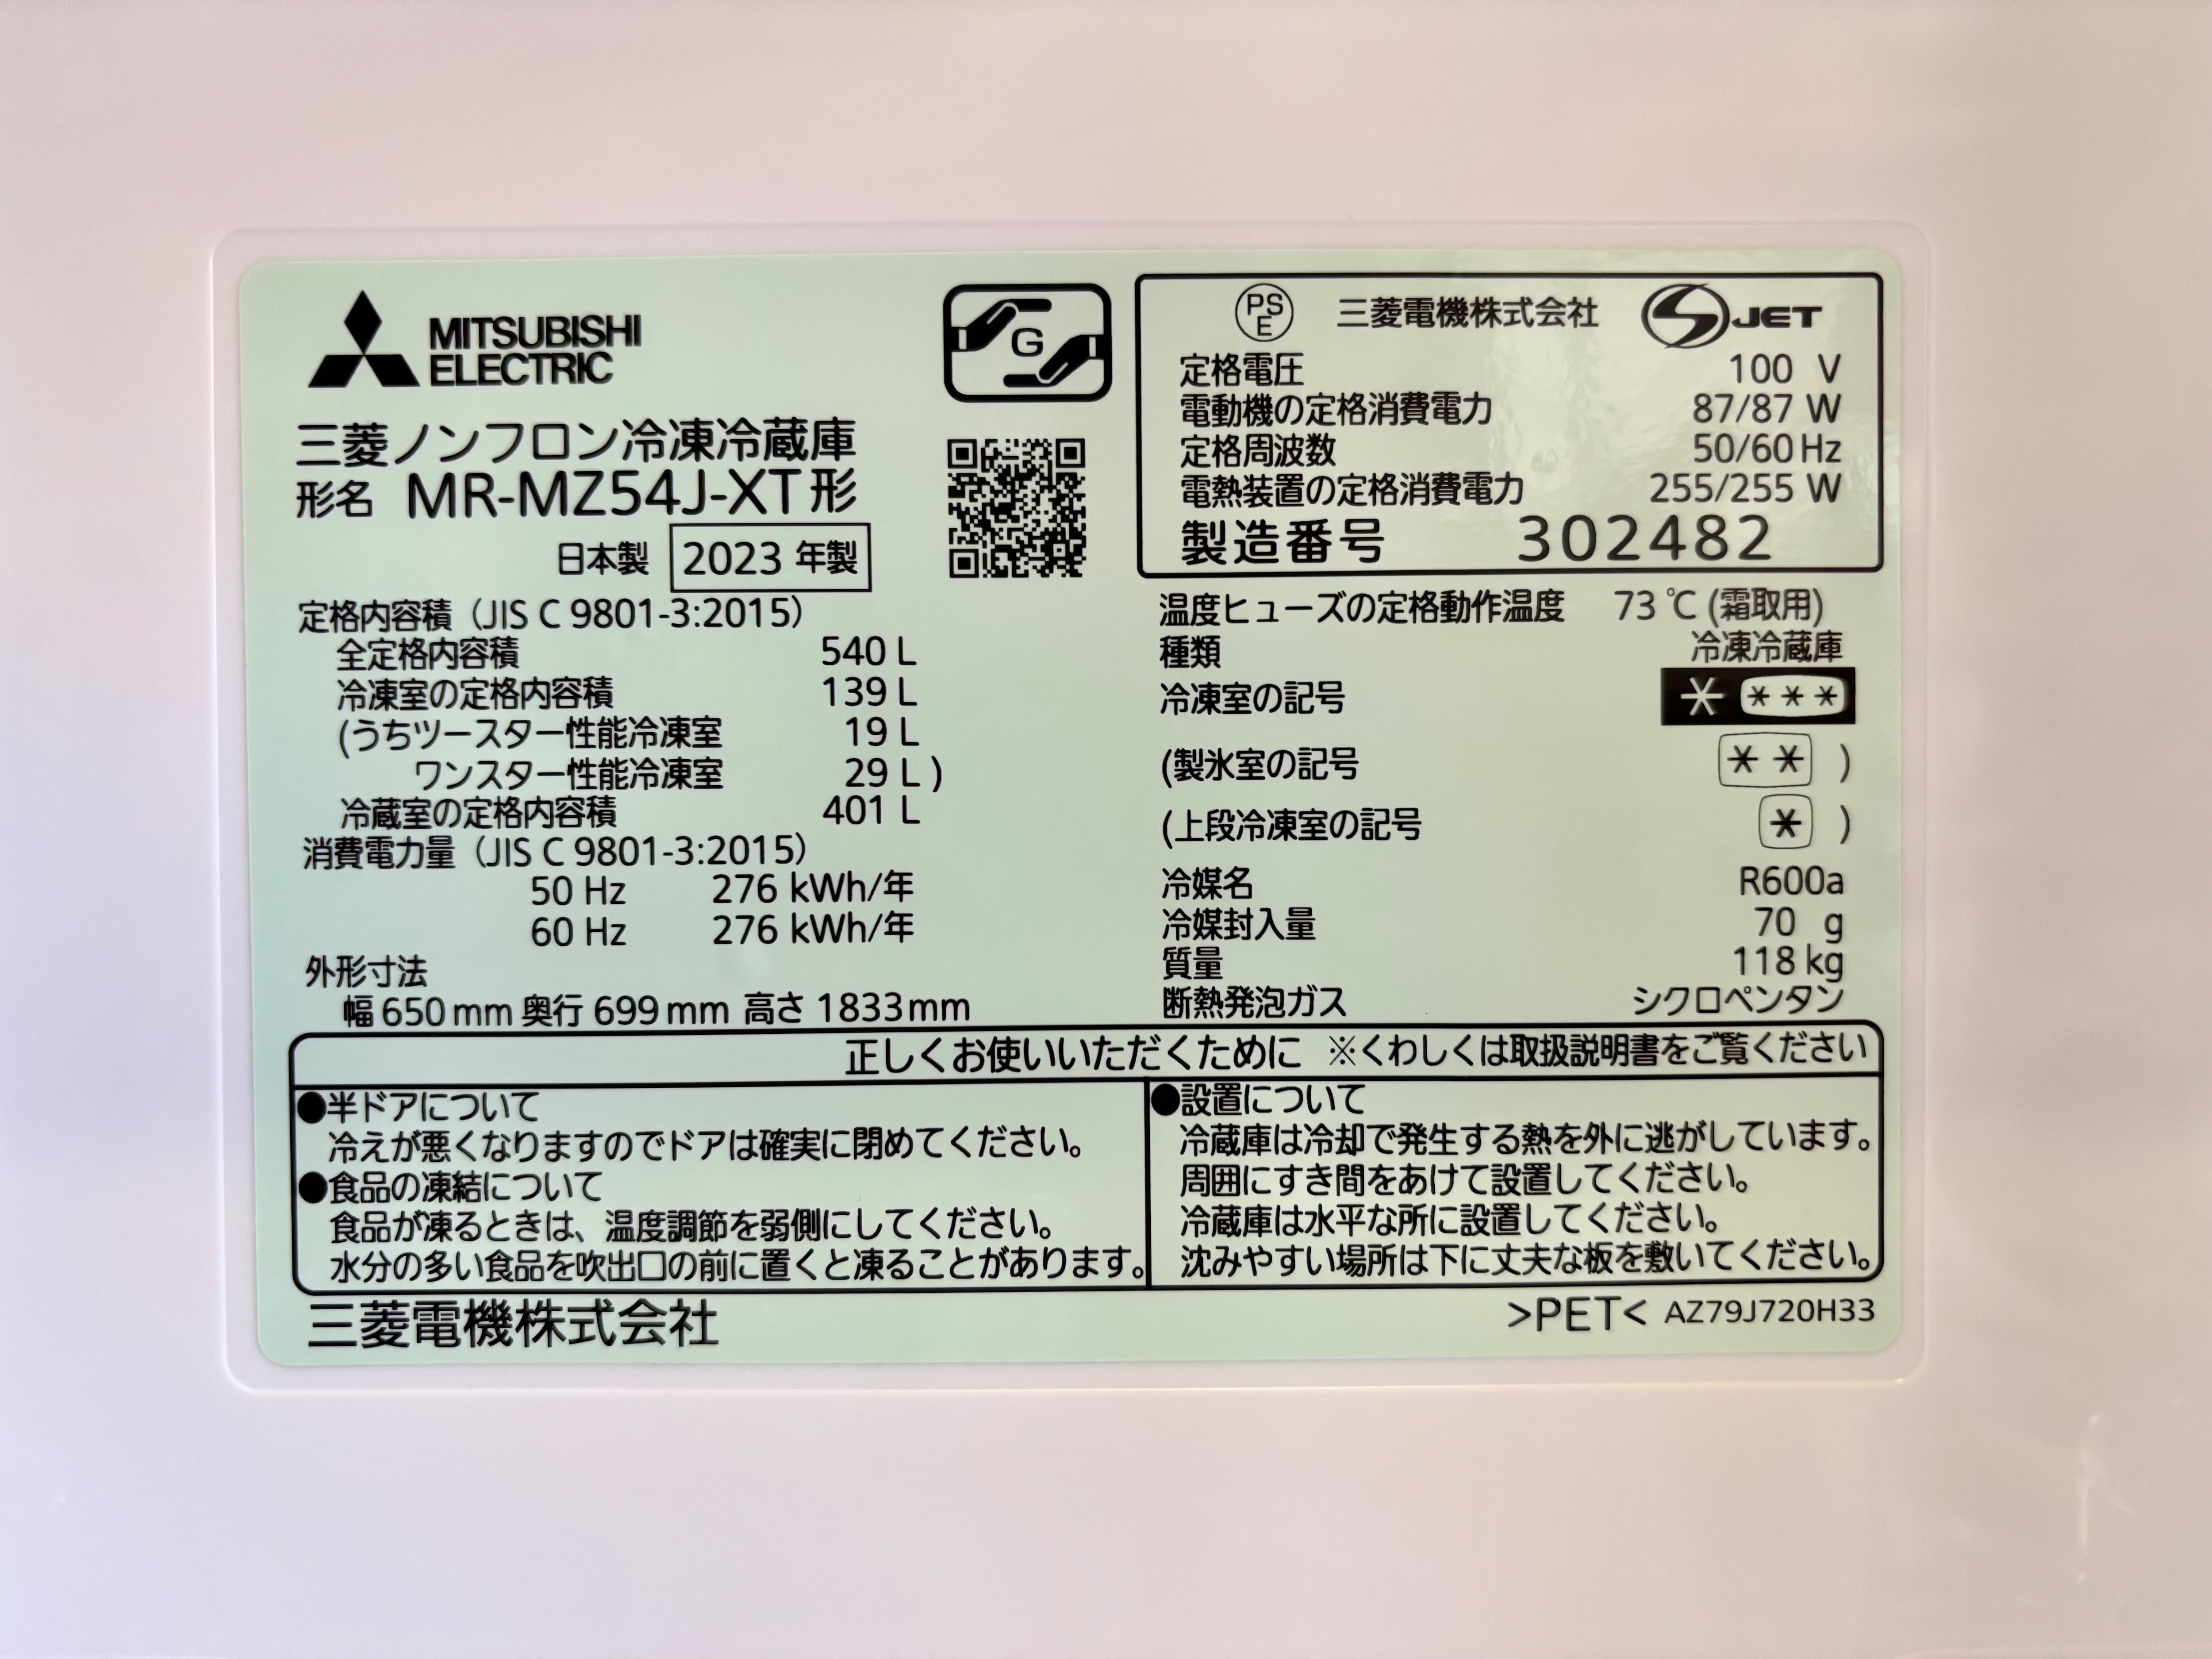 MITSUBISHI
ELECTRIC
G
三菱ノンフロン冷凍冷蔵庫
形名 MR-MZ54J-XT形
日本製 2023 年製
定格内容積（JIS C 9801-3:2015）
全定格内容積 540 L
冷凍室の定格内容積 139 L
(うちツースター性能冷凍室 19 L
ワンスター性能冷凍室 29 L )
冷蔵室の定格内容積 401 L
消費電力量（JIS C 9801-3:2015）
50 Hz 276 kWh/年
60 Hz 276 kWh/年
外形寸法
幅 650 mm 奥行 699 mm 高さ 1833 mm
PS
E 三菱電機株式会社 S JET
定格電圧 100 V
電動機の定格消費電力 87/87 W
定格周波数 50/60 Hz
電熱装置の定格消費電力 255/255 W
製造番号 302482
温度ヒューズの定格動作温度 73 ℃ (霜取用)
種類 冷凍冷蔵庫
冷凍室の記号 * ***
(製氷室の記号 ** )
(上段冷凍室の記号 * )
冷媒名 R600a
冷媒封入量 70 g
質量 118 kg
断熱発泡ガス シクロペンタン
正しくお使いいただくために ※くわしくは取扱説明書をご覧ください
●半ドアについて
冷えが悪くなりますのでドアは確実に閉めてください。
●食品の凍結について
食品が凍るときは、温度調節を弱側にしてください。
水分の多い食品を吹出口の前に置くと凍ることがあります。
●設置について
冷蔵庫は冷却で発生する熱を外に逃がしています。
周囲にすき間をあけて設置してください。
冷蔵庫は水平な所に設置してください。
沈みやすい場所は下に丈夫な板を敷いてください。
三菱電機株式会社
>PET< AZ79J720H33